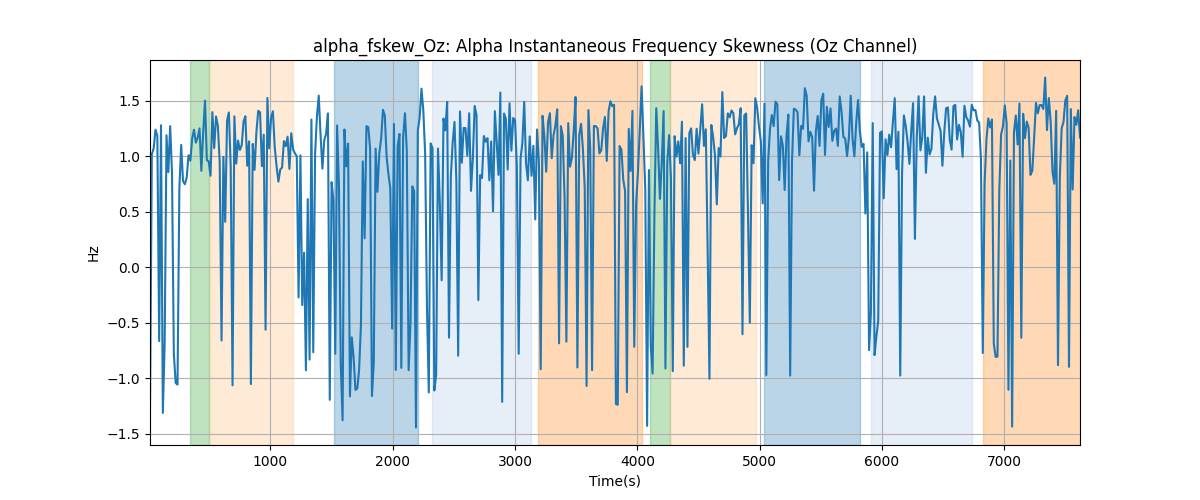 alpha_fskew_Oz: Alpha Instantaneous Frequency Skewness (Oz Channel)
Hz
1.5
1.0
0.5
0.0
−0.5
−1.0
−1.5
1000 2000 3000 4000 5000 6000 7000
Time(s)